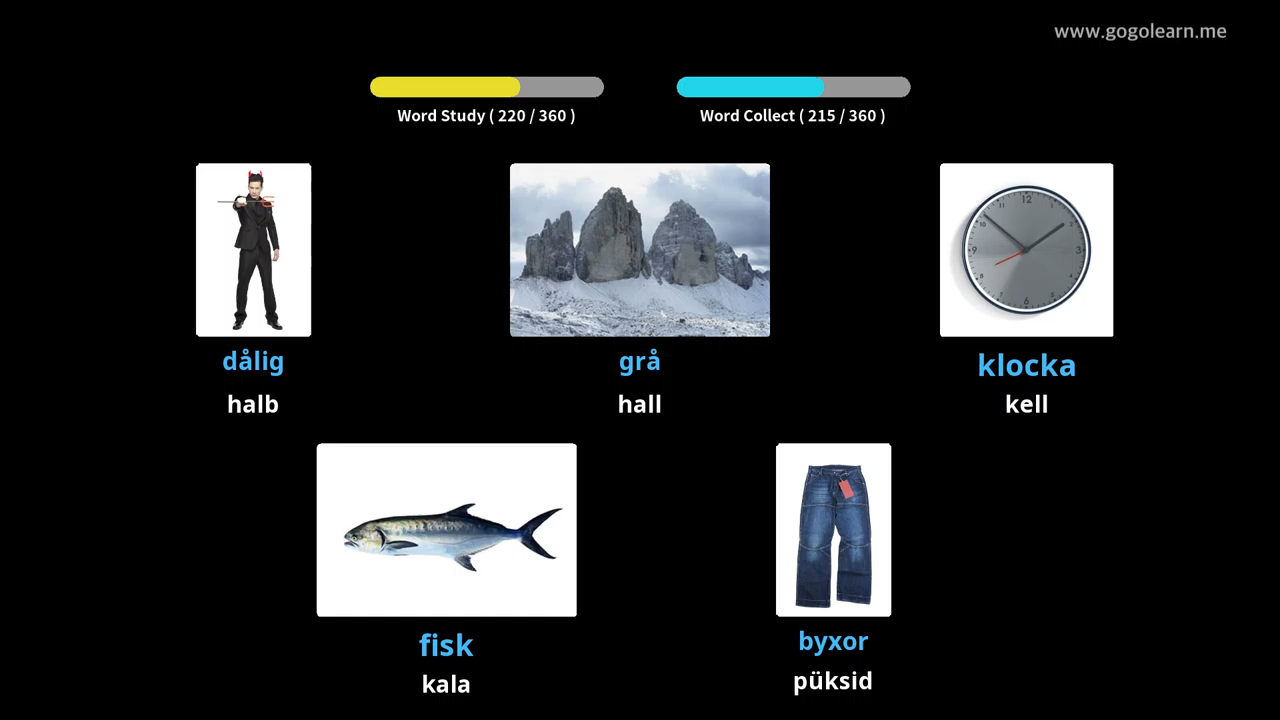 www.gogolearn.me
Word Study ( 220 / 360 )
Word Collect ( 215 / 360 )
dålig
halb
grå
hall
klocka
kell
fisk
kala
byxor
püksid